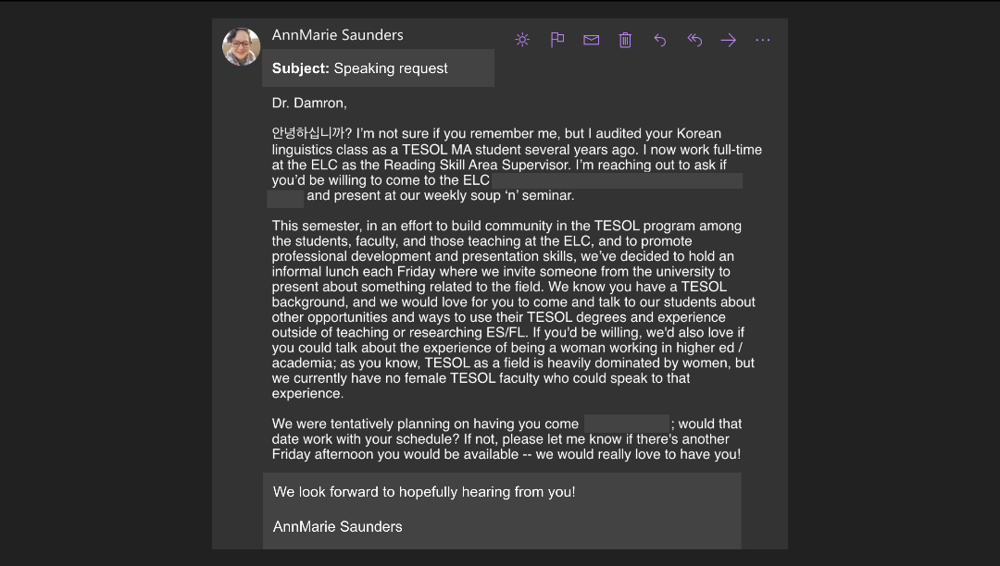 AnnMarie Saunders
Subject: Speaking request
Dr. Damron,
안녕하십니까? I'm not sure if you remember me, but I audited your Korean
linguistics class as a TESOL MA student several years ago. I now work full-time
at the ELC as the Reading Skill Area Supervisor. I'm reaching out to ask if
you'd be willing to come to the ELC
and present at our weekly soup 'n' seminar.
This semester, in an effort to build community in the TESOL program among
the students, faculty, and those teaching at the ELC, and to promote
professional development and presentation skills, we've decided to hold an
informal lunch each Friday where we invite someone from the university to
present about something related to the field. We know you have a TESOL
background, and we would love for you to come and talk to our students about
other opportunities and ways to use their TESOL degrees and experience
outside of teaching or researching ES/FL. If you'd be willing, we'd also love if
you could talk about the experience of being a woman working in higher ed /
academia; as you know, TESOL as a field is heavily dominated by women, but
we currently have no female TESOL faculty who could speak to that
experience.
We were tentatively planning on having you come ; would that
date work with your schedule? If not, please let me know if there's another
Friday afternoon you would be available -- we would really love to have you!
We look forward to hopefully hearing from you!
AnnMarie Saunders